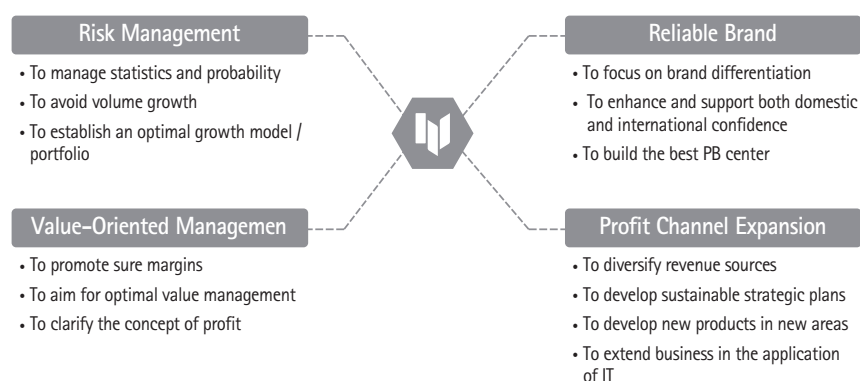 Risk Management
• To manage statistics and probability
• To avoid volume growth
• To establish an optimal growth model /
portfolio
Reliable Brand
• To focus on brand differentiation
• To enhance and support both domestic
and international confidence
• To build the best PB center
Value-Oriented Managemen
• To promote sure margins
• To aim for optimal value management
• To clarify the concept of profit
Profit Channel Expansion
• To diversify revenue sources
• To develop sustainable strategic plans
• To develop new products in new areas
• To extend business in the application
of IT